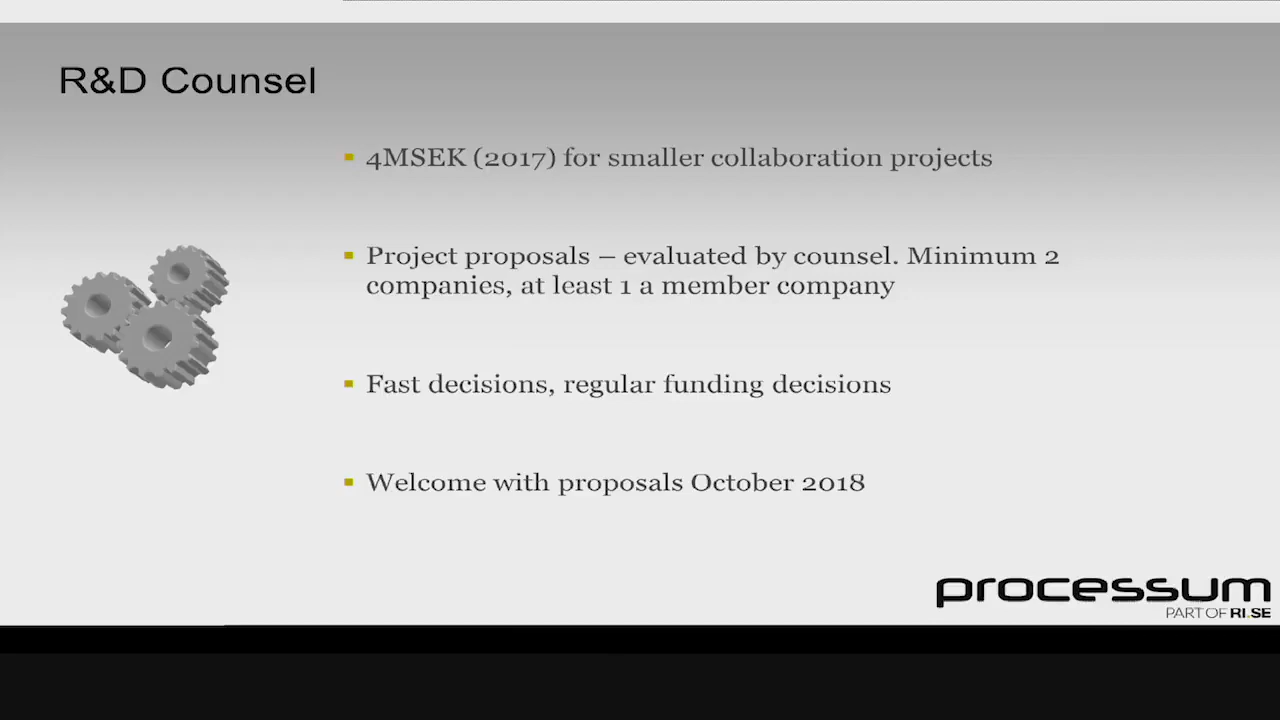 R&D Counsel
4MSEK (2017) for smaller collaboration projects
Project proposals – evaluated by counsel. Minimum 2
companies, at least 1 a member company
Fast decisions, regular funding decisions
Welcome with proposals October 2018
processum
PART OF RI.SE